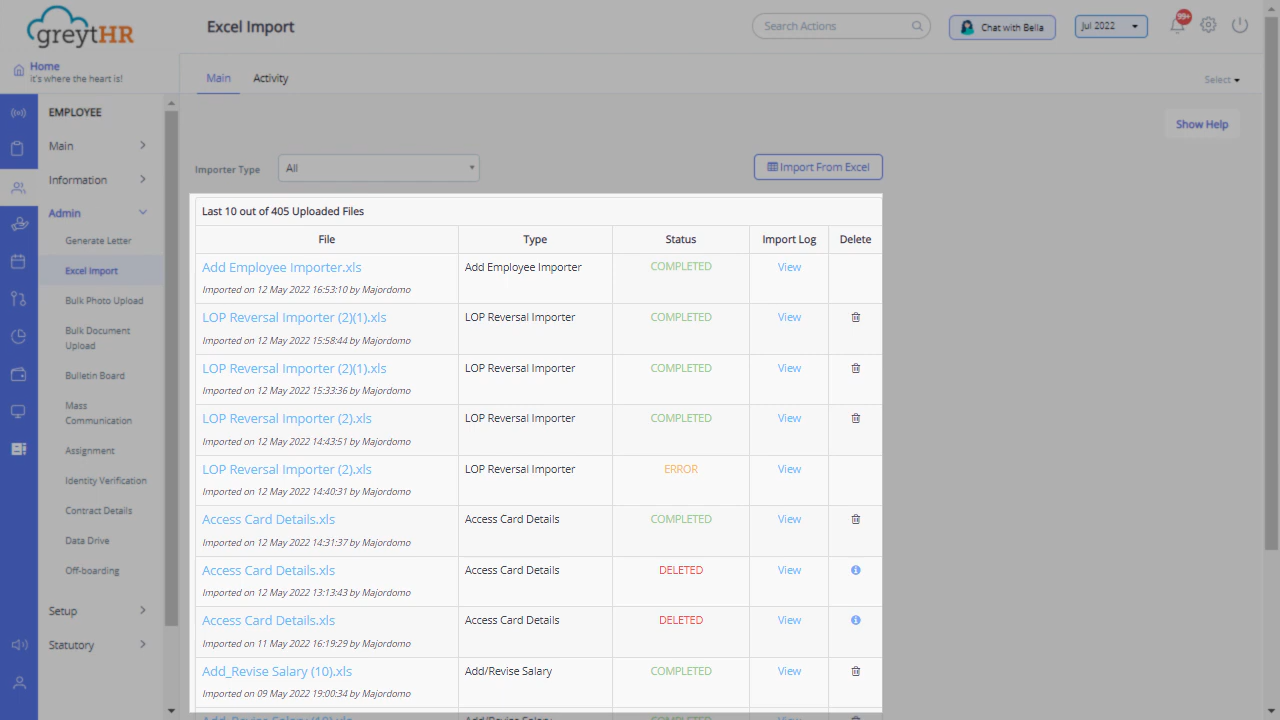 greytHR
Excel Import
Search Actions
Chat with Bella
Jul 2022
99+
Home
it's where the heart is!
Main
Activity
Select
EMPLOYEE
Main
Information
Admin
Generate Letter
Excel Import
Bulk Photo Upload
Bulk Document
Upload
Bulletin Board
Mass
Communication
Assignment
Identity Verification
Contract Details
Data Drive
Off-boarding
Setup
Statutory
Show Help
Importer Type
All
Import From Excel
Last 10 out of 405 Uploaded Files
File Type Status Import Log Delete
Add Employee Importer.xls Add Employee Importer COMPLETED View
Imported on 12 May 2022 16:53:10 by Majordomo
LOP Reversal Importer (2)(1).xls LOP Reversal Importer COMPLETED View
Imported on 12 May 2022 15:58:44 by Majordomo
LOP Reversal Importer (2)(1).xls LOP Reversal Importer COMPLETED View
Imported on 12 May 2022 15:33:36 by Majordomo
LOP Reversal Importer (2).xls LOP Reversal Importer COMPLETED View
Imported on 12 May 2022 14:43:51 by Majordomo
LOP Reversal Importer (2).xls LOP Reversal Importer ERROR View
Imported on 12 May 2022 14:40:31 by Majordomo
Access Card Details.xls Access Card Details COMPLETED View
Imported on 12 May 2022 14:31:37 by Majordomo
Access Card Details.xls Access Card Details DELETED View
Imported on 12 May 2022 13:13:43 by Majordomo
Access Card Details.xls Access Card Details DELETED View
Imported on 11 May 2022 16:19:29 by Majordomo
Add_Revise Salary (10).xls Add/Revise Salary COMPLETED View
Imported on 09 May 2022 19:00:34 by Majordomo